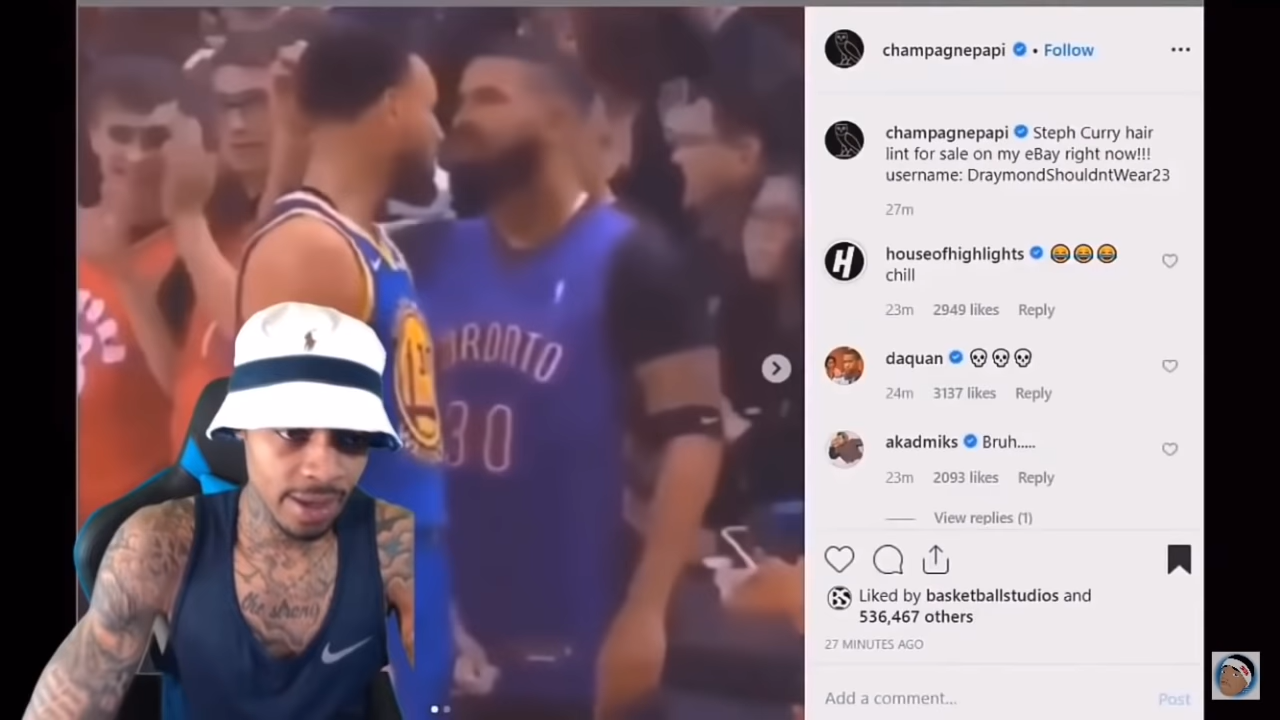 champagnepapi • Follow
champagnepapi Steph Curry hair
lint for sale on my eBay right now!!!
username: DraymondShouldntWear23
27m
houseofhighlights 😂😂😂
chill
23m 2949 likes Reply
daquan 💀💀💀
24m 3137 likes Reply
akadmiks Bruh.....
23m 2093 likes Reply
View replies (1)
Liked by basketballstudios and
536,467 others
27 MINUTES AGO
Add a comment... Post
TORONTO
30
the strong